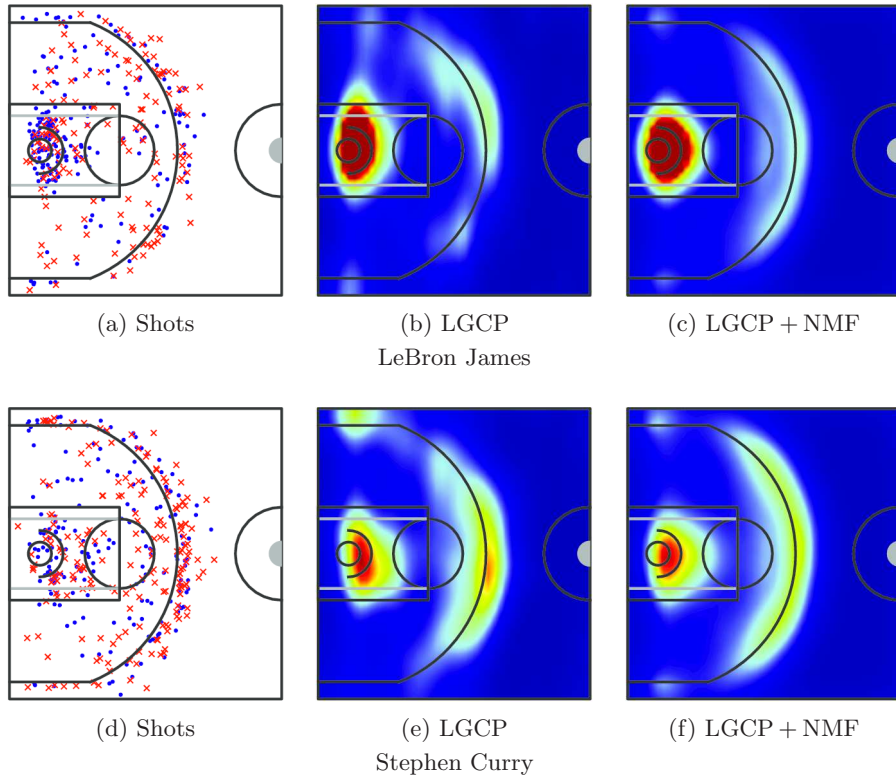 (a) Shots
(b) LGCP
(c) LGCP + NMF
LeBron James
(d) Shots
(e) LGCP
(f) LGCP + NMF
Stephen Curry